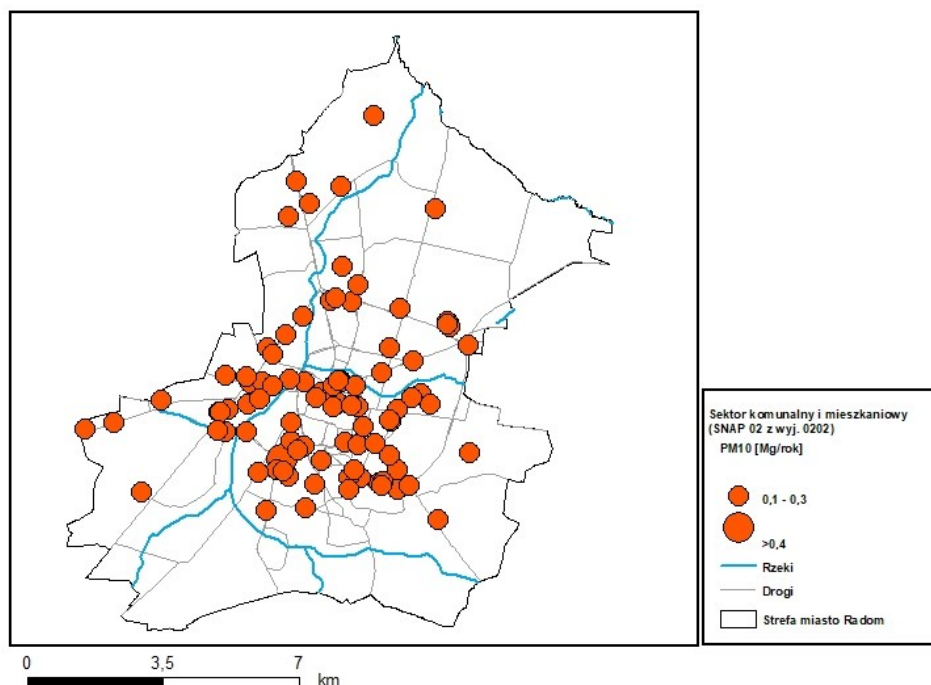 Sektor komunalny i mieszkaniowy
(SNAP 02 z wyj. 0202)
PM10 [Mg/rok]
0,1 - 0,3
>0,4
Rzeki
Drogi
Strefa miasto Radom
0 3,5 7
km